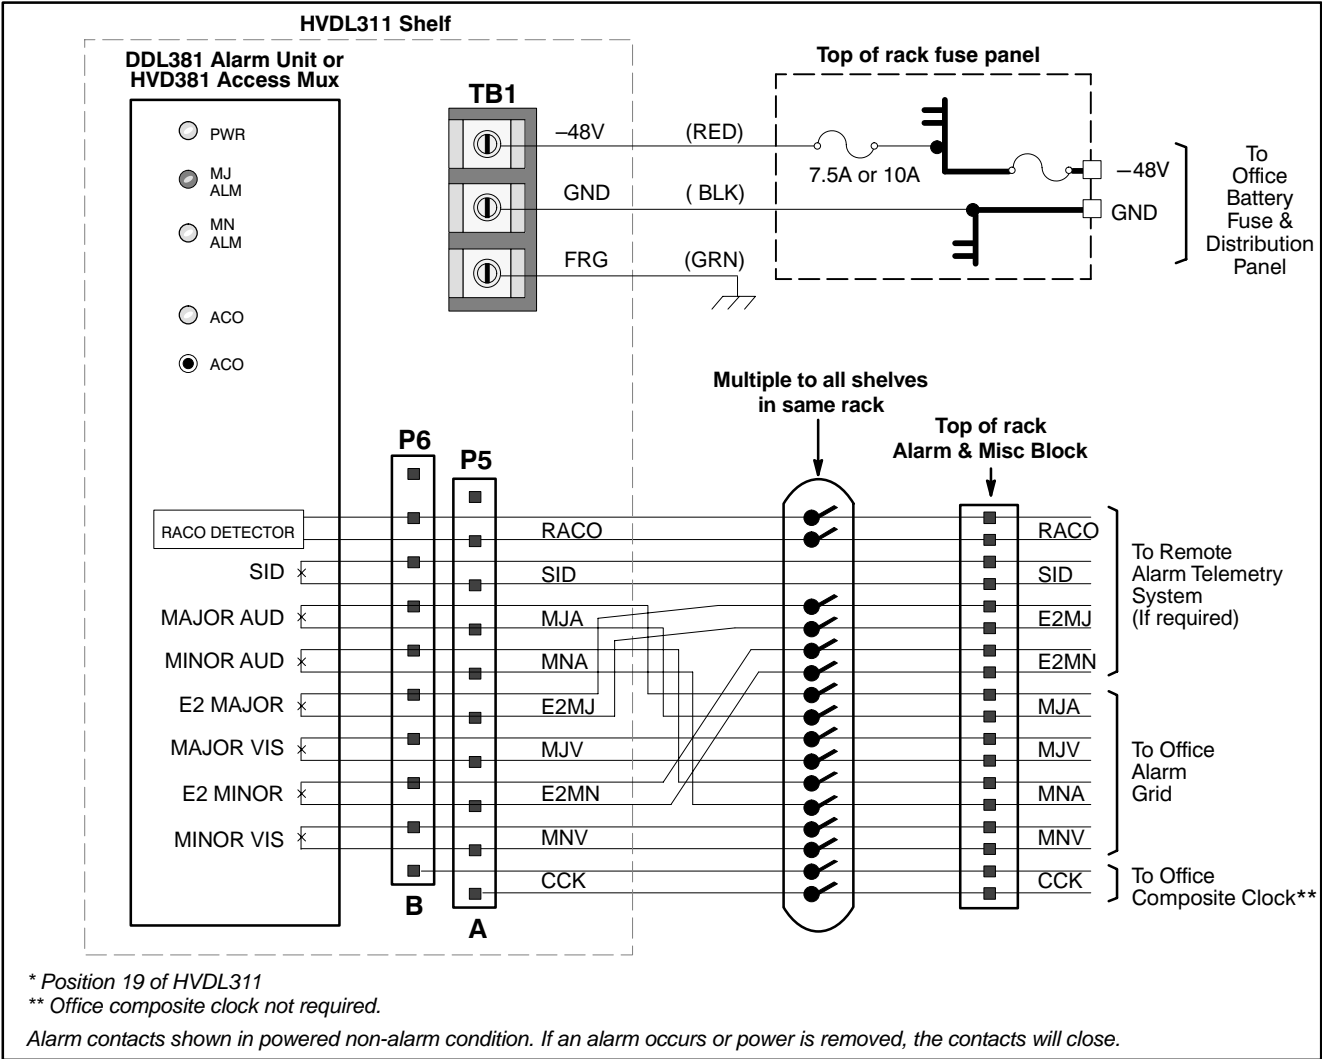 HVDL311 Shelf
DDL381 Alarm Unit or
HVD381 Access Mux
PWR
MJ
ALM
MN
ALM
ACO
ACO
TB1
–48V
(RED)
GND
( BLK)
FRG
(GRN)
Top of rack fuse panel
7.5A or 10A
–48V
GND
To
Office
Battery
Fuse &
Distribution
Panel
Multiple to all shelves
in same rack
Top of rack
Alarm & Misc Block
P6
P5
RACO DETECTOR
SID
MAJOR AUD
MINOR AUD
E2 MAJOR
MAJOR VIS
E2 MINOR
MINOR VIS
B
A
RACO
SID
MJA
MNA
E2MJ
MJV
E2MN
MNV
CCK
RACO
SID
E2MJ
E2MN
MJA
MJV
MNA
MNV
CCK
To Remote
Alarm Telemetry
System
(If required)
To Office
Alarm
Grid
To Office
Composite Clock**
* Position 19 of HVDL311
** Office composite clock not required.
Alarm contacts shown in powered non-alarm condition. If an alarm occurs or power is removed, the contacts will close.